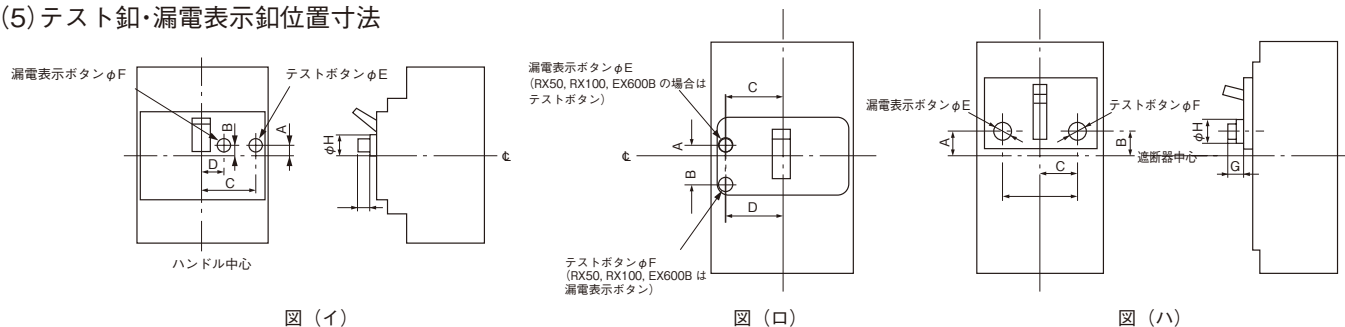 (5)テスト釦・漏電表示釦位置寸法
漏電表示ボタンφF
テストボタンφE
B
A
D
C
φH
ハンドル中心
℄
図（イ）
漏電表示ボタンφE
(RX50, RX100, EX600B の場合は
テストボタン)
C
A
℄
B
D
テストボタンφF
(RX50, RX100, EX600B は
漏電表示ボタン)
図（ロ）
漏電表示ボタンφE
テストボタンφF
A
B
C
遮断器中心
φH
G
図（ハ）